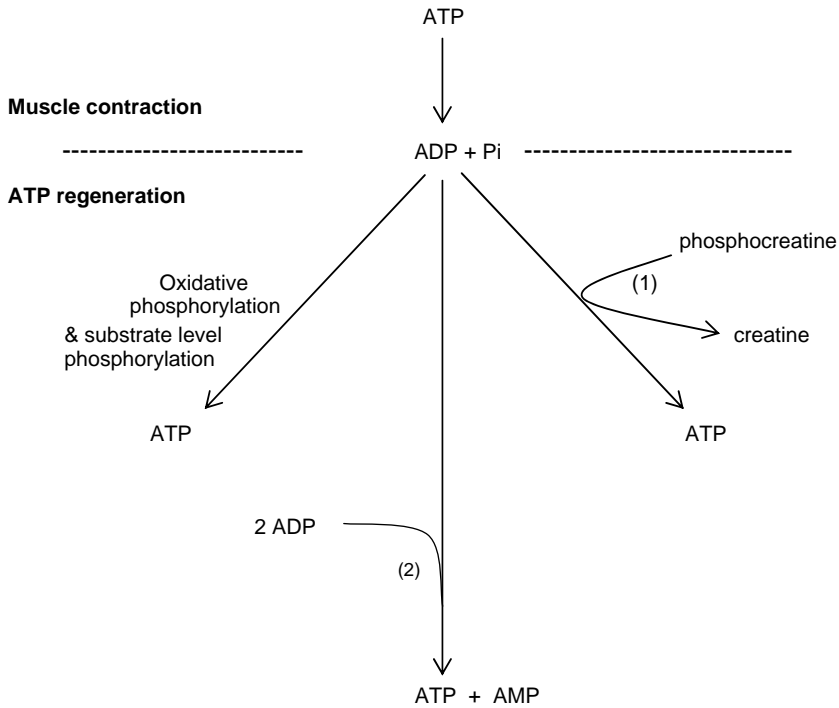 ATP
Muscle contraction
--------------------------- ADP + Pi ------------------------------
ATP regeneration
phosphocreatine
Oxidative
phosphorylation
(1)
& substrate level
phosphorylation
creatine
ATP
ATP
2 ADP
(2)
ATP + AMP